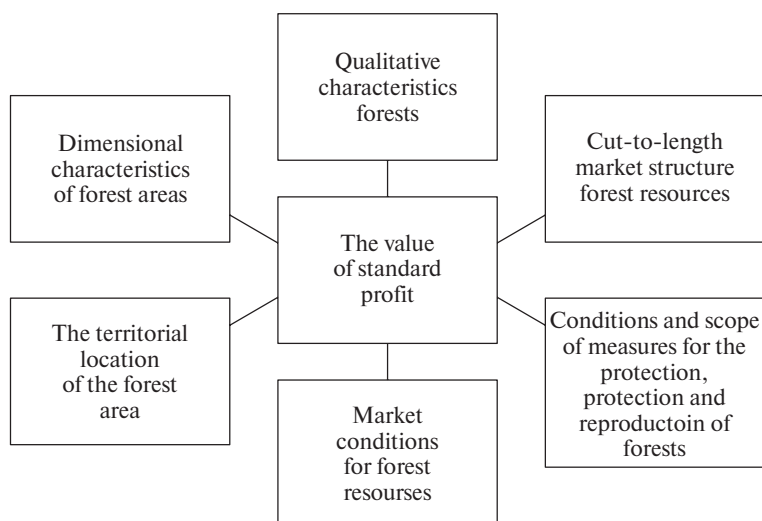 Qualitative
characteristics
forests
Dimensional
characteristics
of forest areas
Cut-to-length
market structure
forest resources
The value
of standard
profit
The territorial
location
of the forest
area
Conditions and scope
of measures for the
protection,
protection and
reproductoin of
forests
Market
conditions
for forest
resourses